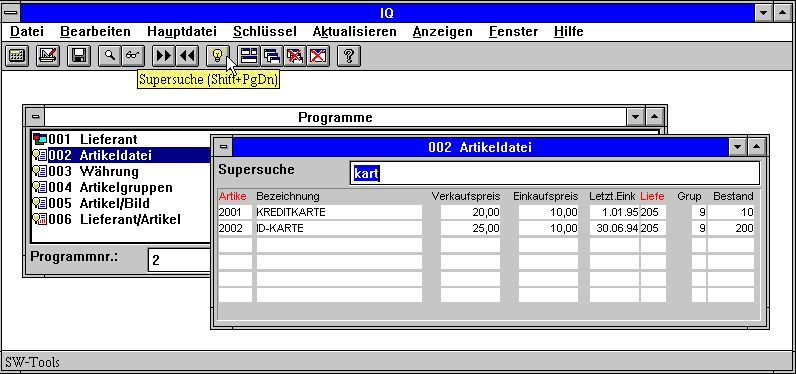 IQ
Datei Bearbeiten Hauptdatei Schlüssel Aktualisieren Anzeigen Fenster Hilfe
?
Supersuche (Shift+PgDn)
Programme
001 Lieferant
002 Artikeldatei
003 Währung
004 Artikelgruppen
005 Artikel/Bild
006 Lieferant/Artikel
Programmnr.: 2
002 Artikeldatei
Supersuche kart
Artike Bezeichnung Verkaufspreis Einkaufspreis Letzt.Eink Liefe Grup Bestand
2001 KREDITKARTE 20,00 10,00 1.01.95 205 9 10
2002 ID-KARTE 25,00 10,00 30.06.94 205 9 200
SW-Tools